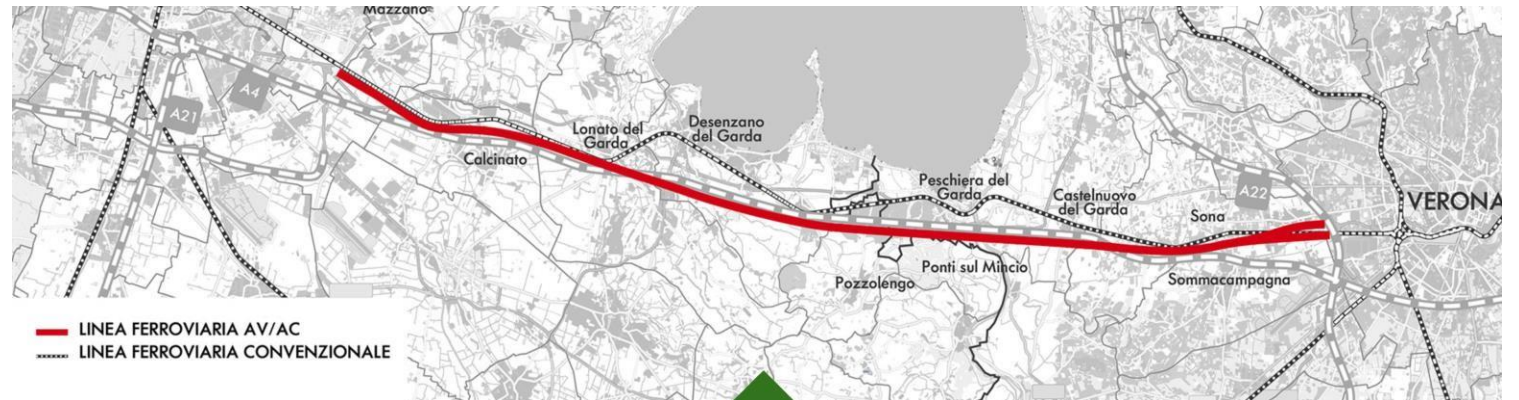 Mazzano
A21
A4
Calcinato
Lonato del
Garda
Desenzano
del Garda
Peschiera del
Garda
Castelnuovo
del Garda
Sona
A22
VERONA
Pozzolengo
Ponti sul Mincio
Sommacampagna
LINEA FERROVIARIA AV/AC
LINEA FERROVIARIA CONVENZIONALE